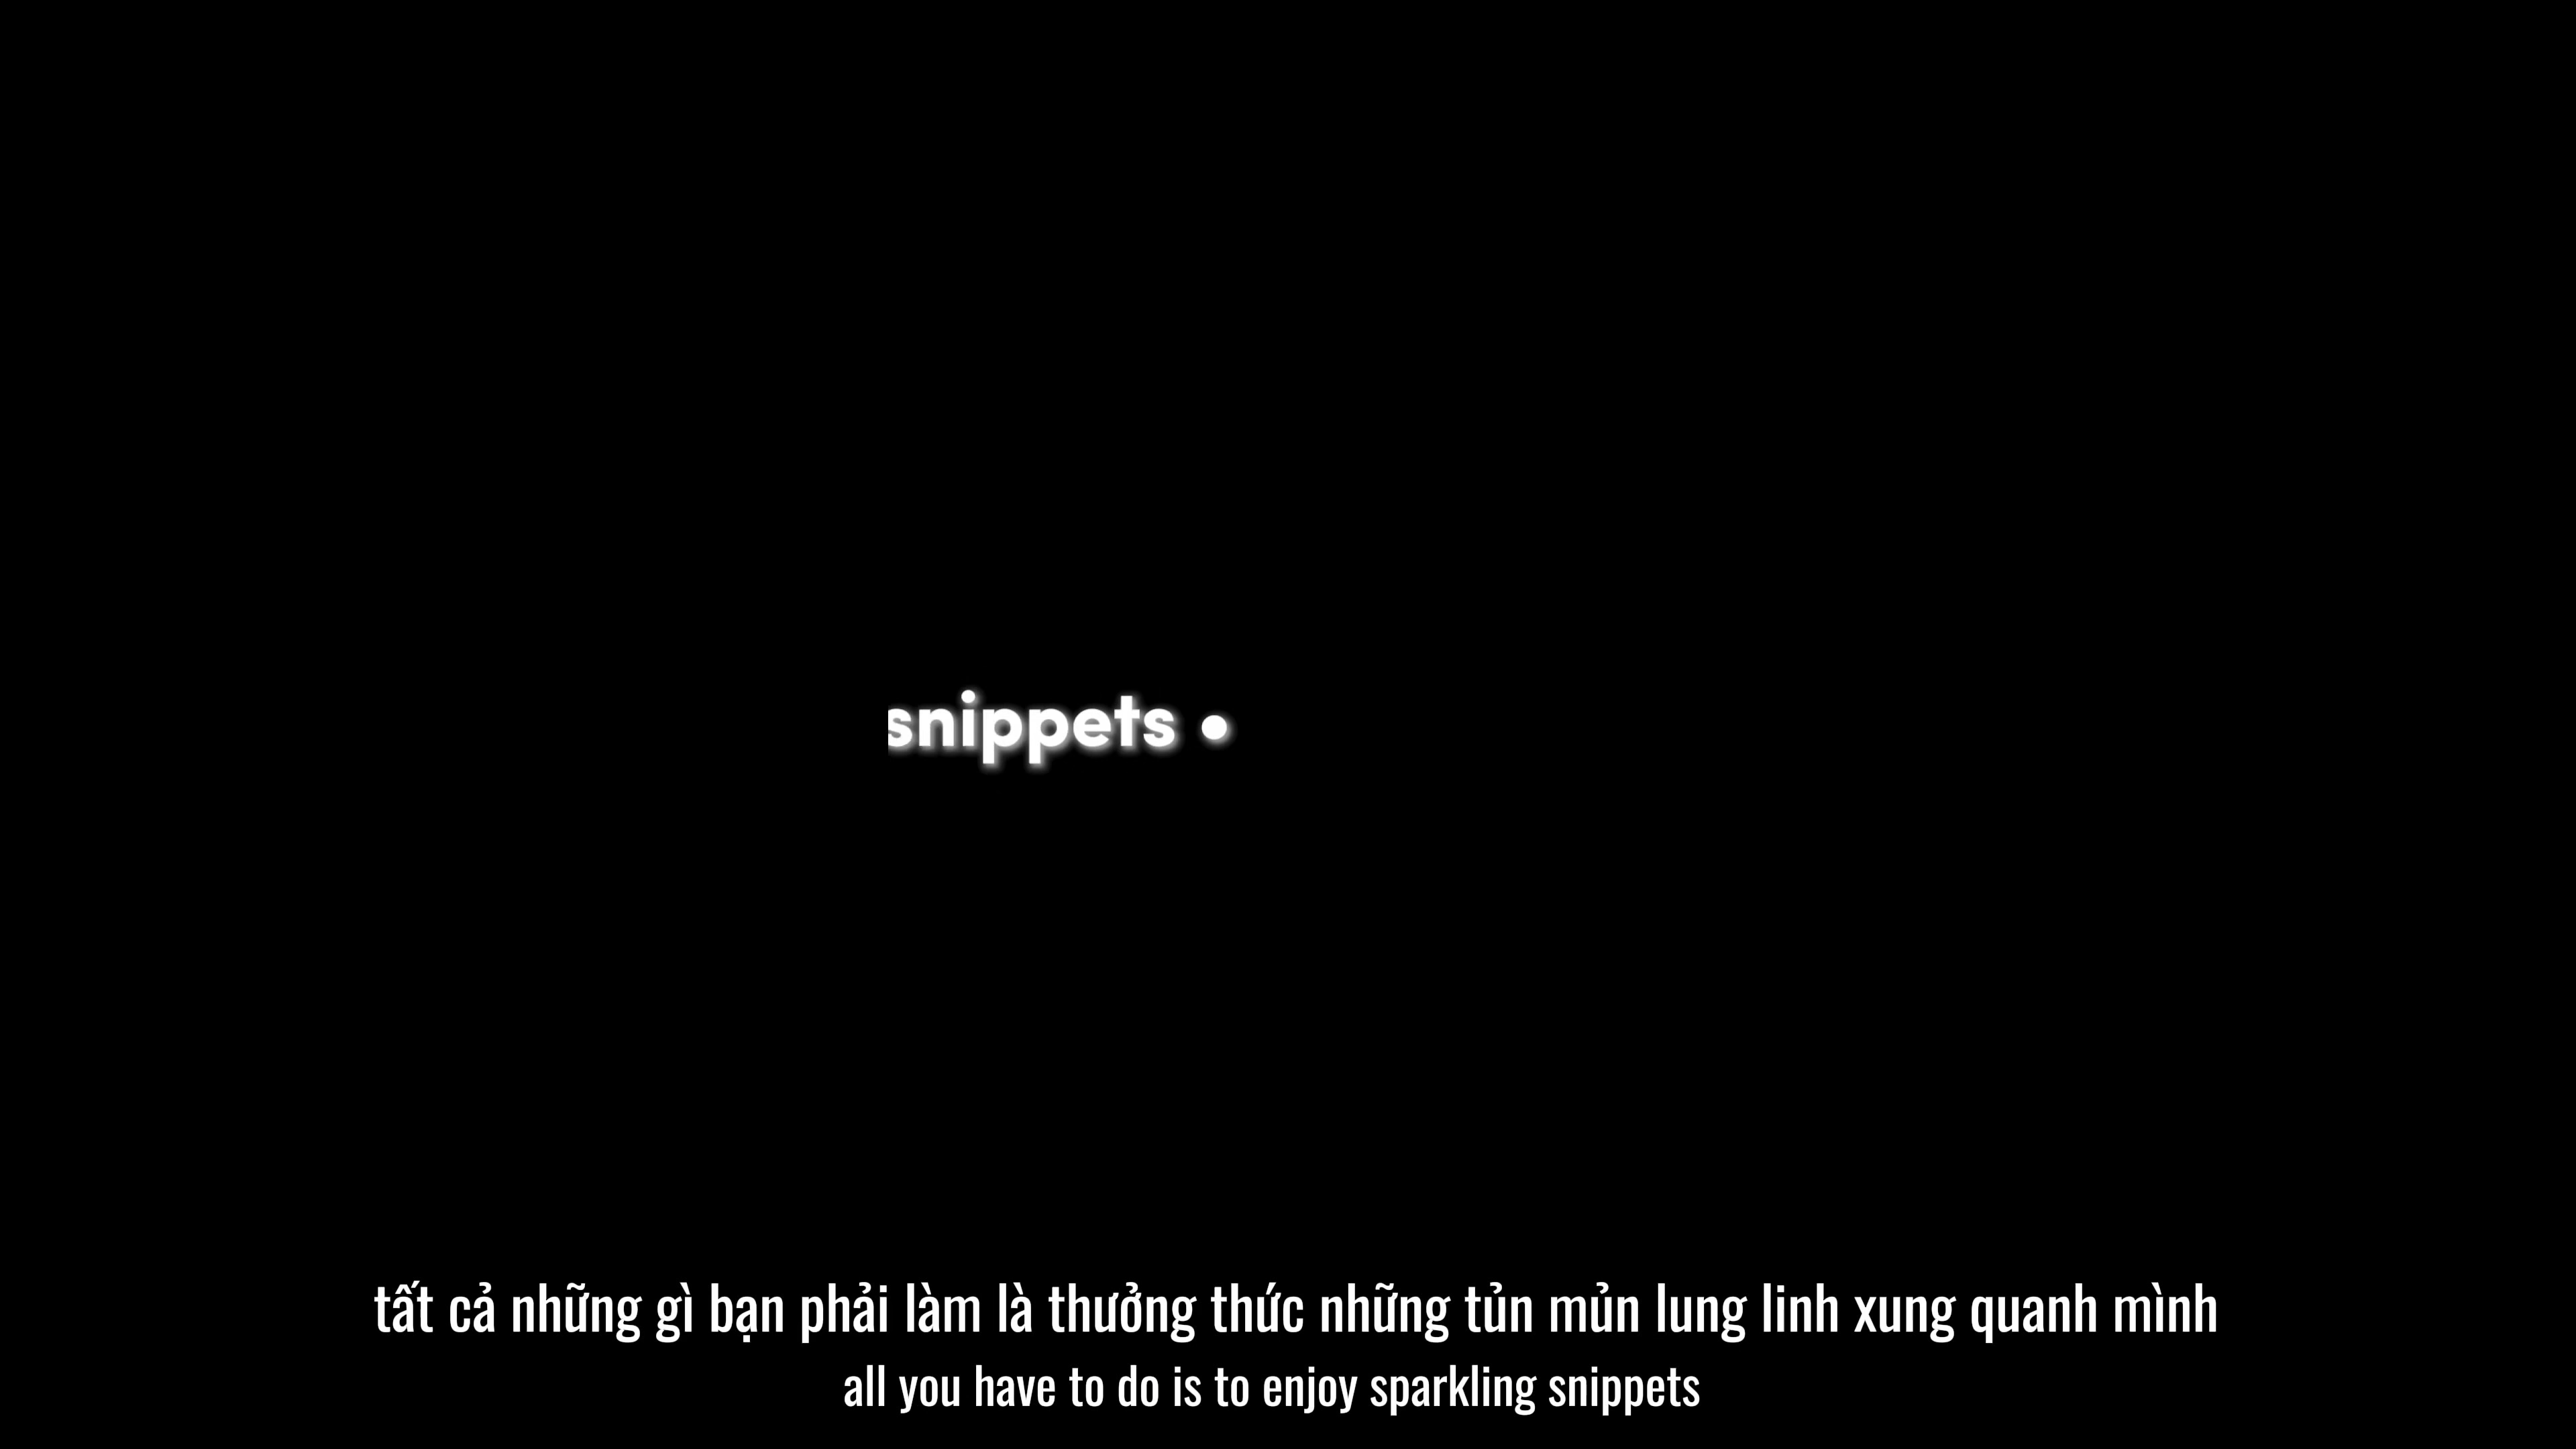 snippets •
tất cả những gì bạn phải làm là thưởng thức những tủn mủn lung linh xung quanh mình
all you have to do is to enjoy sparkling snippets